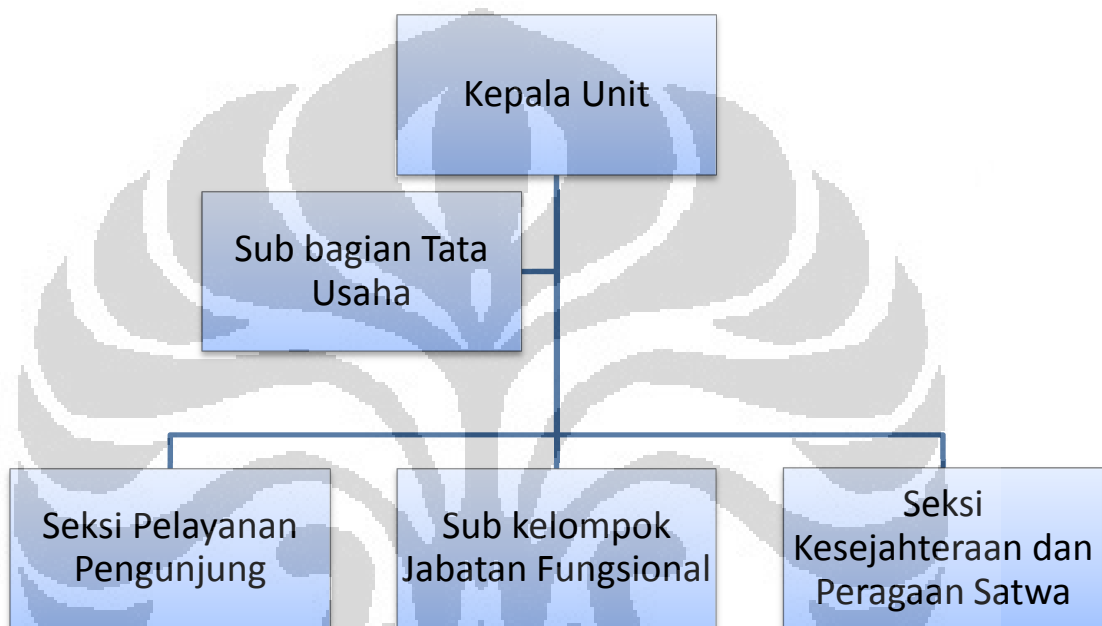 Kepala Unit
Sub bagian Tata
Usaha
Seksi Pelayanan
Pengunjung
Sub kelompok
Jabatan Fungsional
Seksi
Kesejahteraan dan
Peragaan Satwa